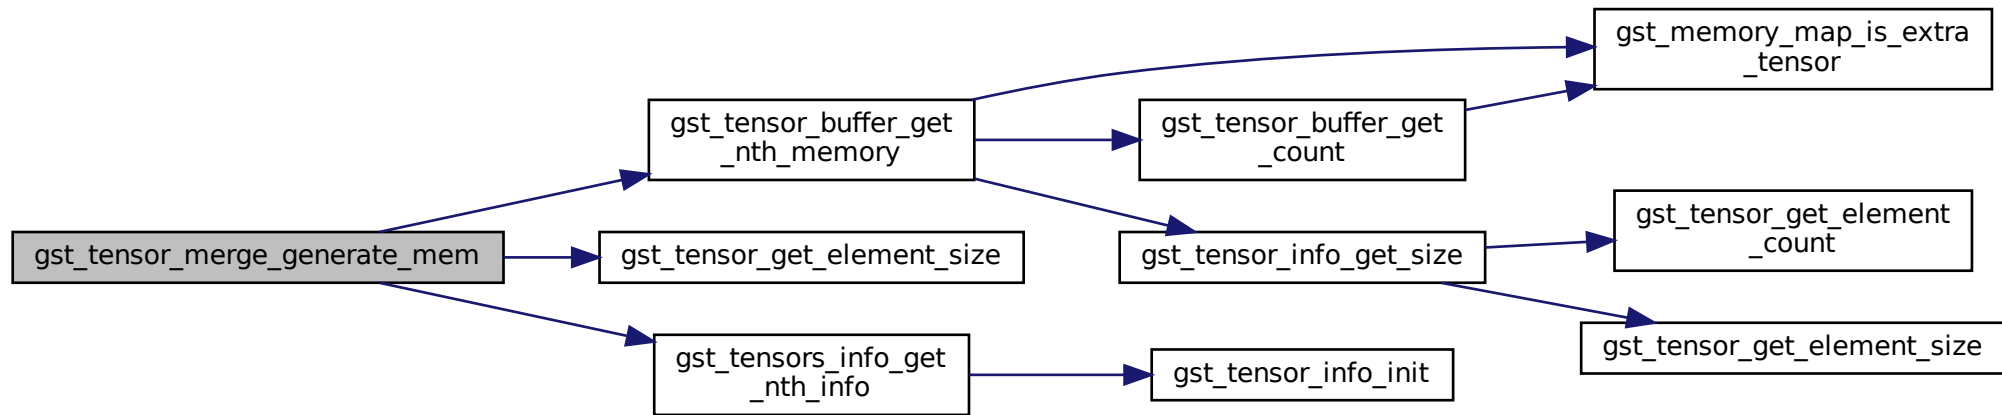 gst_tensor_merge_generate_mem
gst_tensor_buffer_get
_nth_memory
gst_tensor_get_element_size
gst_tensors_info_get
_nth_info
gst_tensor_buffer_get
_count
gst_tensor_info_get_size
gst_tensor_info_init
gst_memory_map_is_extra
_tensor
gst_tensor_get_element
_count
gst_tensor_get_element_size